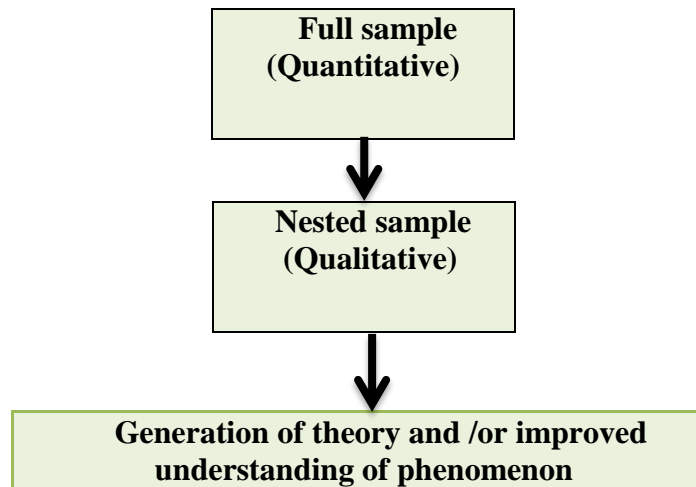 Full sample
(Quantitative)
Nested sample
(Qualitative)
Generation of theory and /or improved
understanding of phenomenon